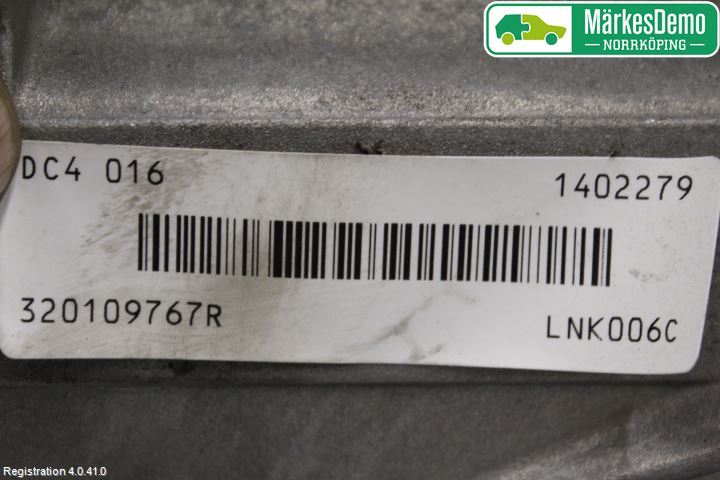 MärkesDemo
NORRKÖPING
DC4 016
1402279
320109767R
LNK006C
Registration 4.0.41.0